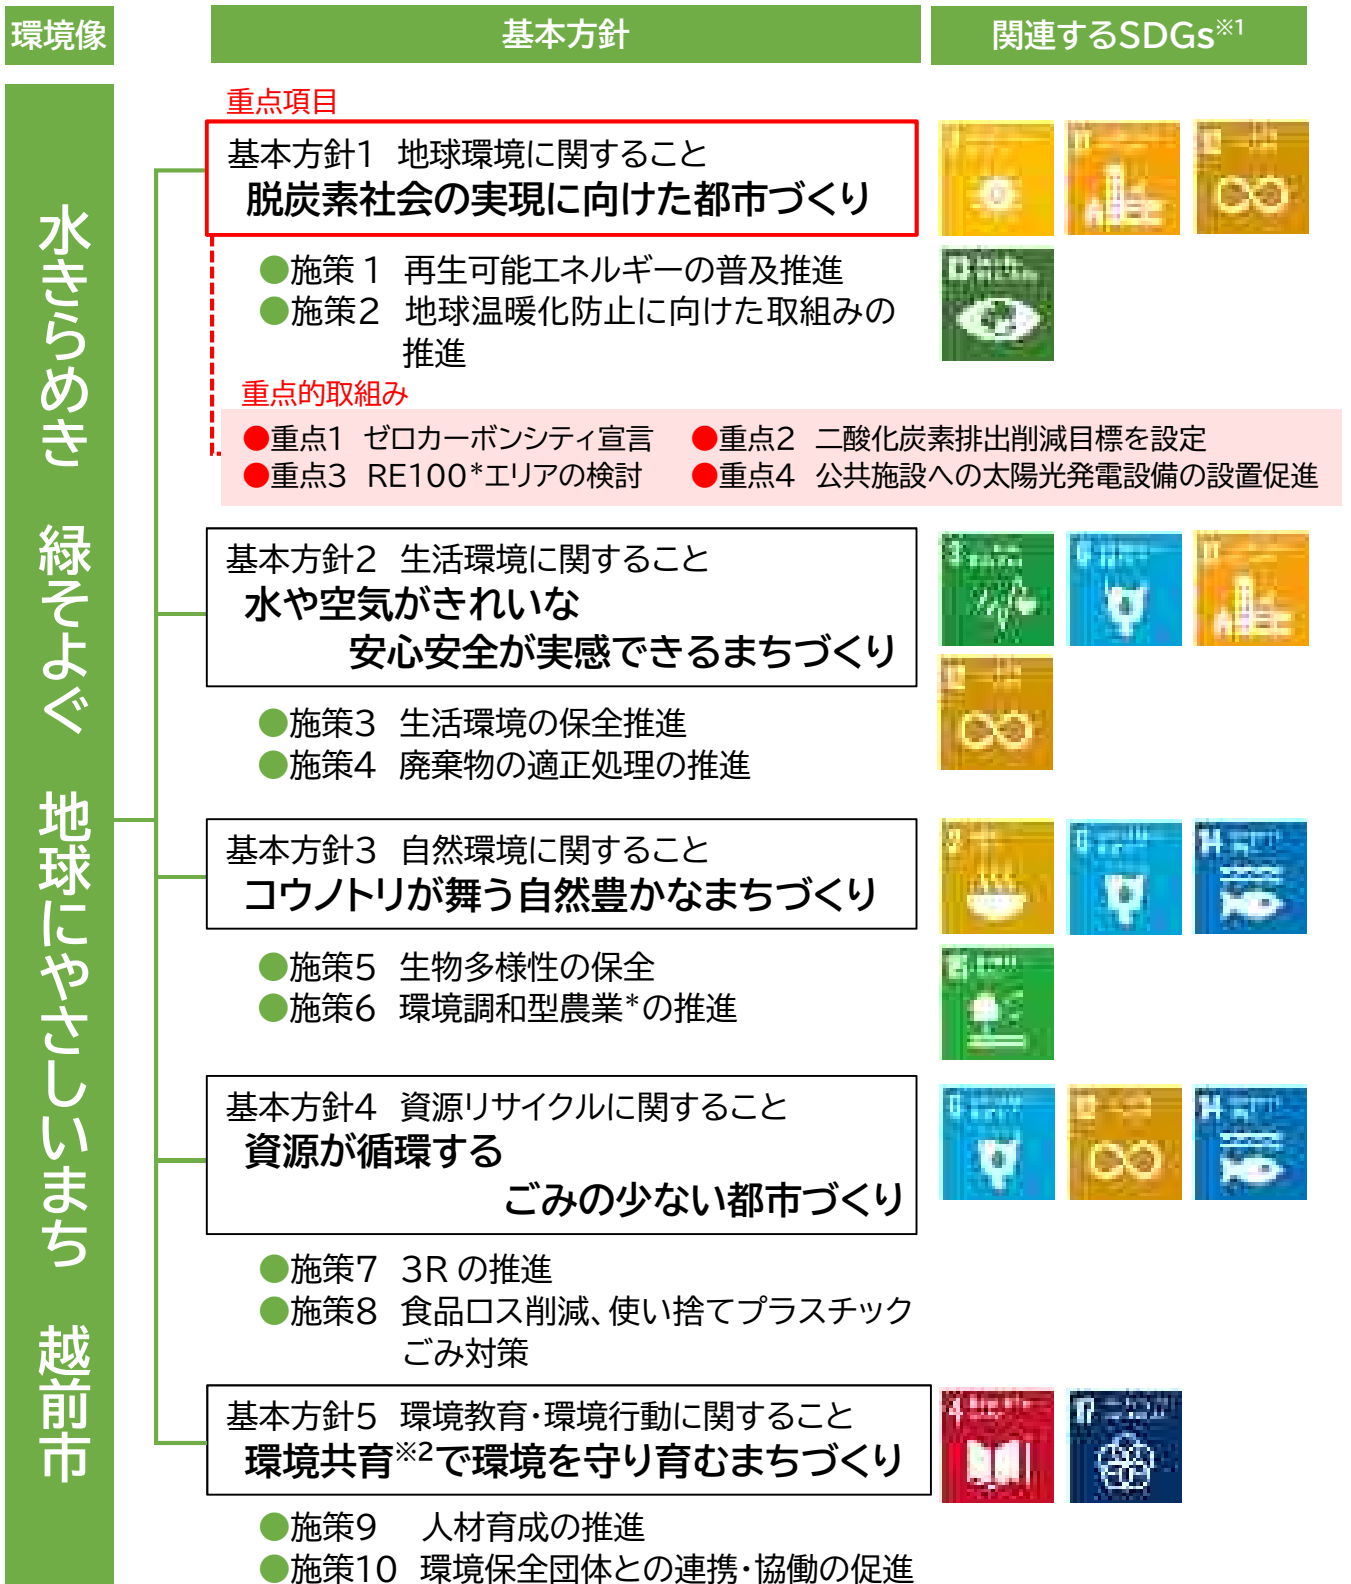 環境像
基本方針
関連するSDGs※1
水きらめき 緑そよぐ 地球にやさしいまち 越前市
重点項目
基本方針1 地球環境に関すること
脱炭素社会の実現に向けた都市づくり
7
11
12
13
●施策1 再生可能エネルギーの普及推進
●施策2 地球温暖化防止に向けた取組みの
推進
重点的取組み
●重点1 ゼロカーボンシティ宣言 ●重点2 二酸化炭素排出削減目標を設定
●重点3 RE100*エリアの検討 ●重点4 公共施設への太陽光発電設備の設置促進
基本方針2 生活環境に関すること
水や空気がきれいな
安心安全が実感できるまちづくり
3
6
11
12
●施策3 生活環境の保全推進
●施策4 廃棄物の適正処理の推進
基本方針3 自然環境に関すること
コウノトリが舞う自然豊かなまちづくり
2
6
14
15
●施策5 生物多様性の保全
●施策6 環境調和型農業*の推進
基本方針4 資源リサイクルに関すること
資源が循環する
ごみの少ない都市づくり
6
12
14
●施策7 3Rの推進
●施策8 食品ロス削減、使い捨てプラスチック
ごみ対策
基本方針5 環境教育・環境行動に関すること
環境共育※2で環境を守り育むまちづくり
4
17
●施策9 人材育成の推進
●施策10 環境保全団体との連携・協働の促進